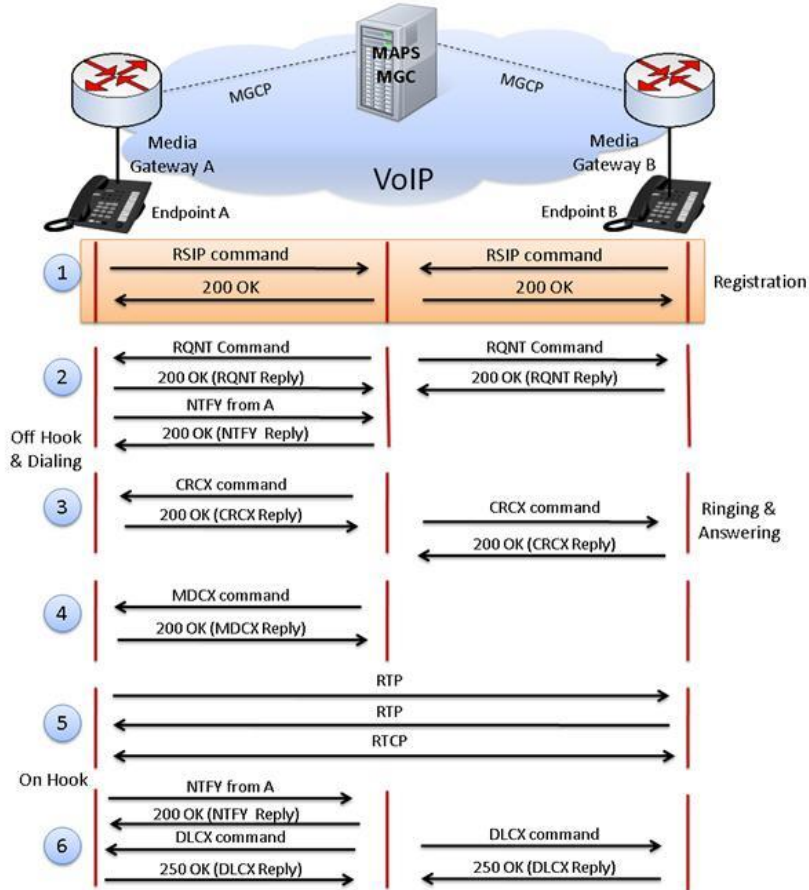 MAPS
MGC
MGCP
MGCP
Media
Gateway A
Media
Gateway B
VoIP
Endpoint A
Endpoint B
1
RSIP command
RSIP command
200 OK
200 OK
Registration
2
RQNT Command
RQNT Command
200 OK (RQNT Reply)
200 OK (RQNT Reply)
NTFY from A
200 OK (NTFY Reply)
Off Hook
& Dialing
3
CRCX command
200 OK (CRCX Reply)
CRCX command
200 OK (CRCX Reply)
Ringing &
Answering
4
MDCX command
200 OK (MDCX Reply)
5
RTP
RTP
RTCP
On Hook
NTFY from A
200 OK (NTFY Reply)
6
DLCX command
DLCX command
250 OK (DLCX Reply)
250 OK (DLCX Reply)